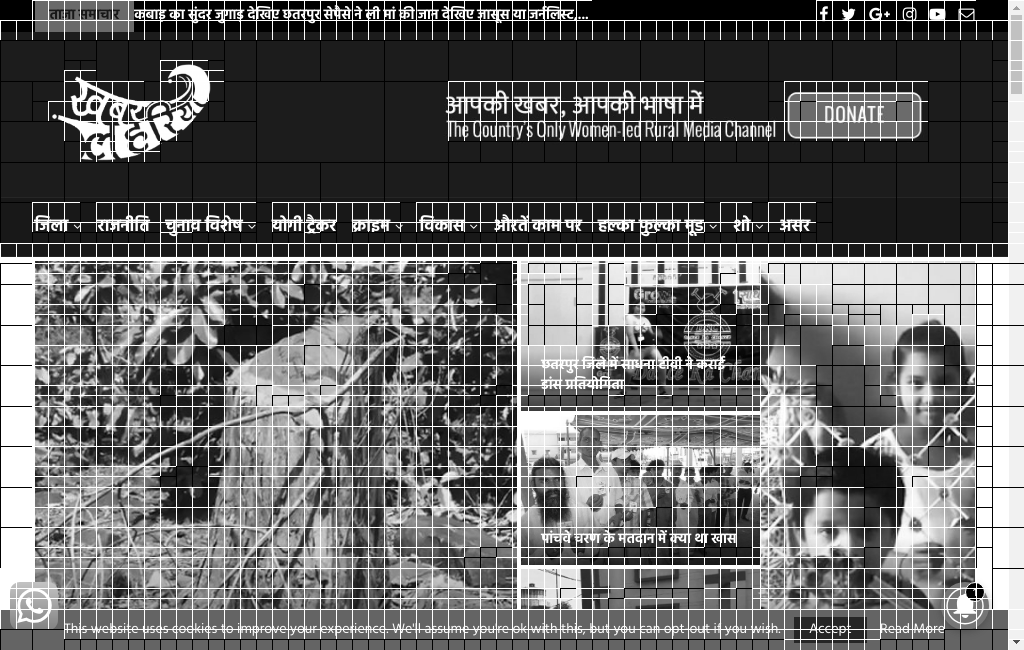 ताज़ा समाचार कबाड़ का सुंदर जुगाड़ देखिए छतरपुर सेपैसे ने ली मां की जान देखिए जासूस या जर्नलिस्ट,...
खबर लहरिया
आपकी खबर, आपकी भाषा में
The Country's Only Women-led Rural Media Channel
DONATE
जिला राजनीति चुनाव विशेष योगी ट्रैकर क्राइम विकास औरतें काम पर हल्का फुल्का मूड शो असर
छतरपुर जिले में साधना टीवी ने कराई
डांस प्रतियोगिता
पांचवे चरण के मतदान में क्या था खास
This website uses cookies to improve your experience. We'll assume you're ok with this, but you can opt-out if you wish. Accept Read More